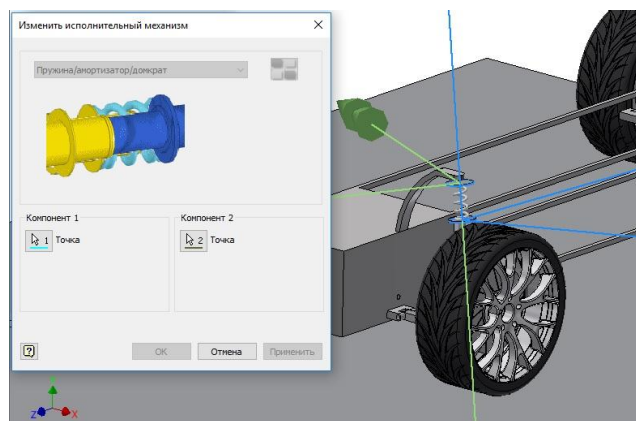 Изменить исполнительный механизм
Пружина/амортизатор/домкрат
Компонент 1
Компонент 2
1 Точка
2 Точка
?
OK
Отмена
Применить
Z X